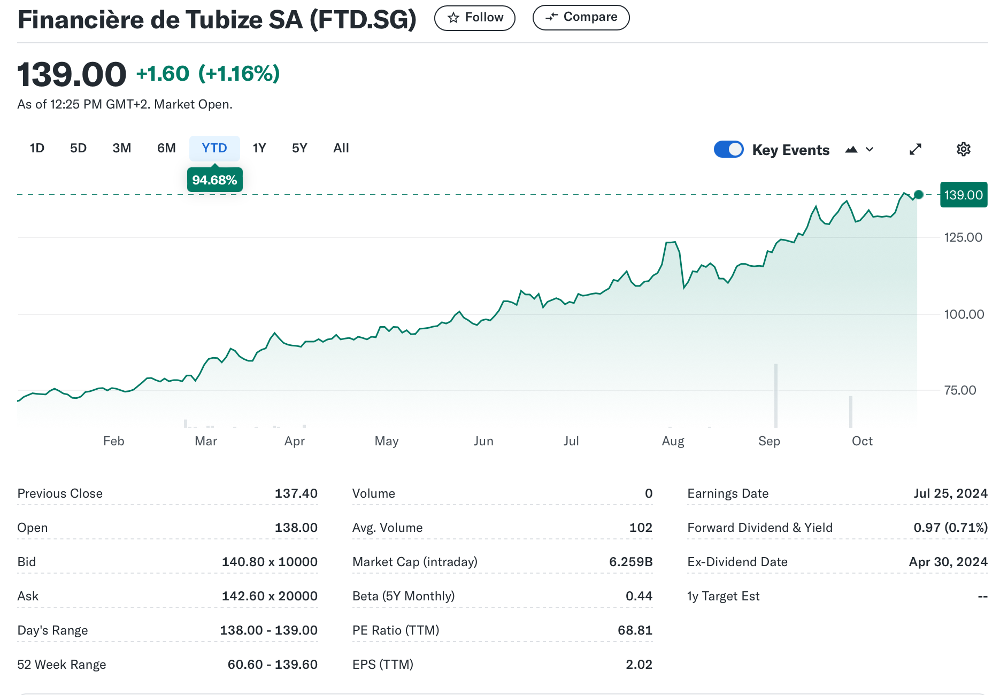 Financière de Tubize SA (FTD.SG) Follow Compare
139.00 +1.60 (+1.16%)
As of 12:25 PM GMT+2. Market Open.
1D 5D 3M 6M YTD 1Y 5Y All Key Events
94.68%
139.00
125.00
100.00
75.00
Feb Mar Apr May Jun Jul Aug Sep Oct
Previous Close 137.40
Open 138.00
Bid 140.80 x 10000
Ask 142.60 x 20000
Day's Range 138.00 - 139.00
52 Week Range 60.60 - 139.60
Volume 0
Avg. Volume 102
Market Cap (intraday) 6.259B
Beta (5Y Monthly) 0.44
PE Ratio (TTM) 68.81
EPS (TTM) 2.02
Earnings Date Jul 25, 2024
Forward Dividend & Yield 0.97 (0.71%)
Ex-Dividend Date Apr 30, 2024
1y Target Est --